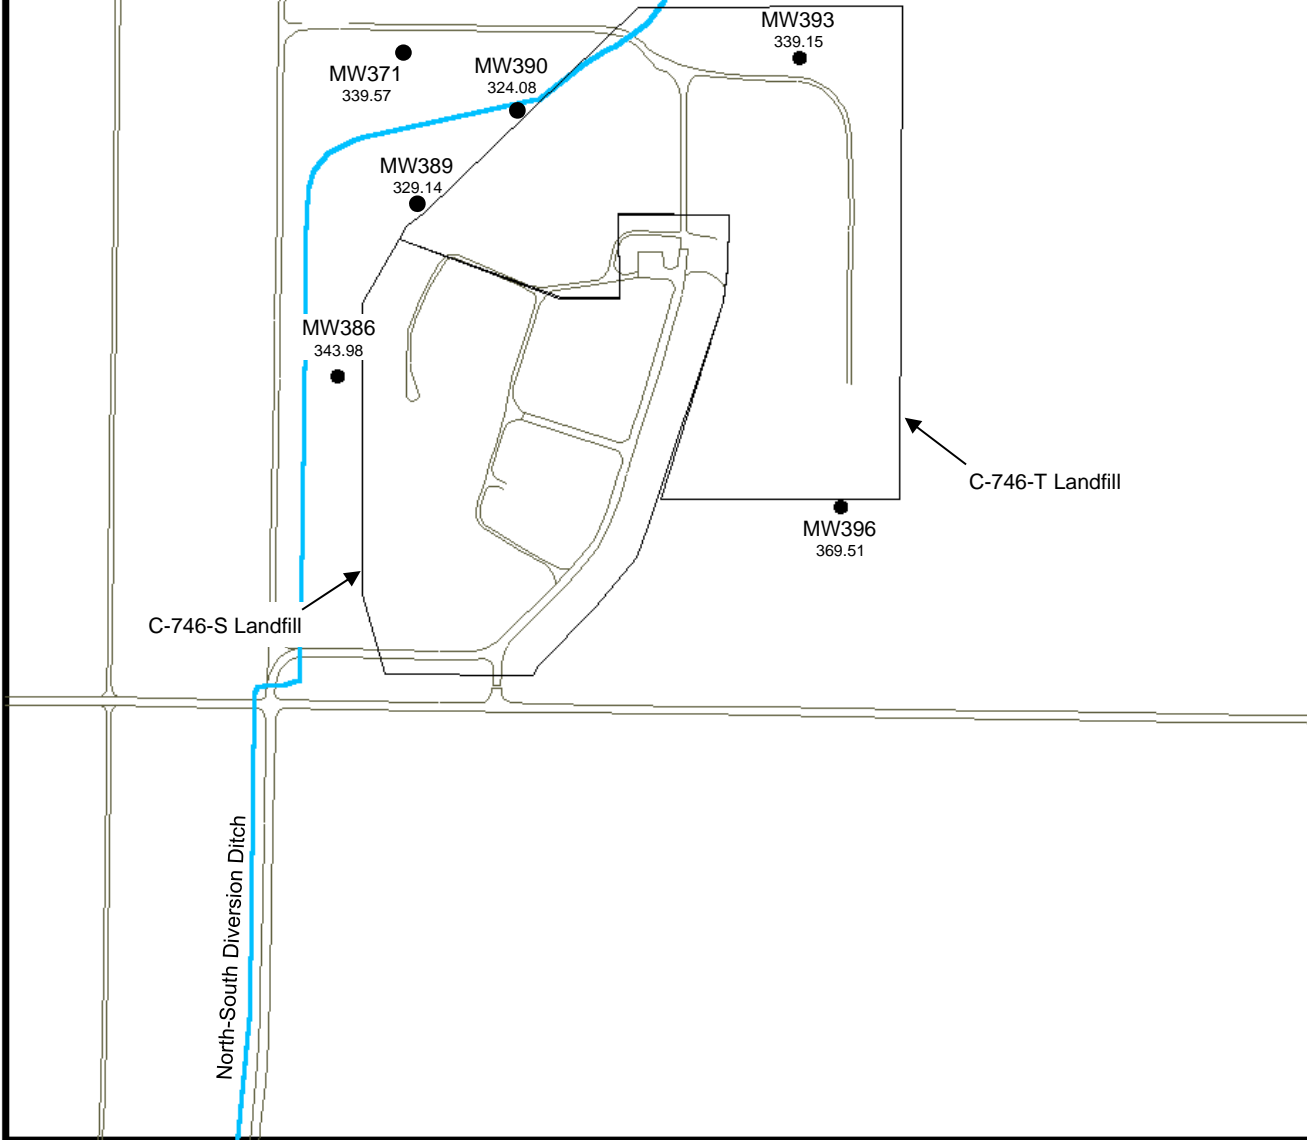 MW393
339.15
MW371
339.57
MW390
324.08
MW389
329.14
MW386
343.98
C-746-T Landfill
MW396
369.51
C-746-S Landfill
North-South Diversion Ditch